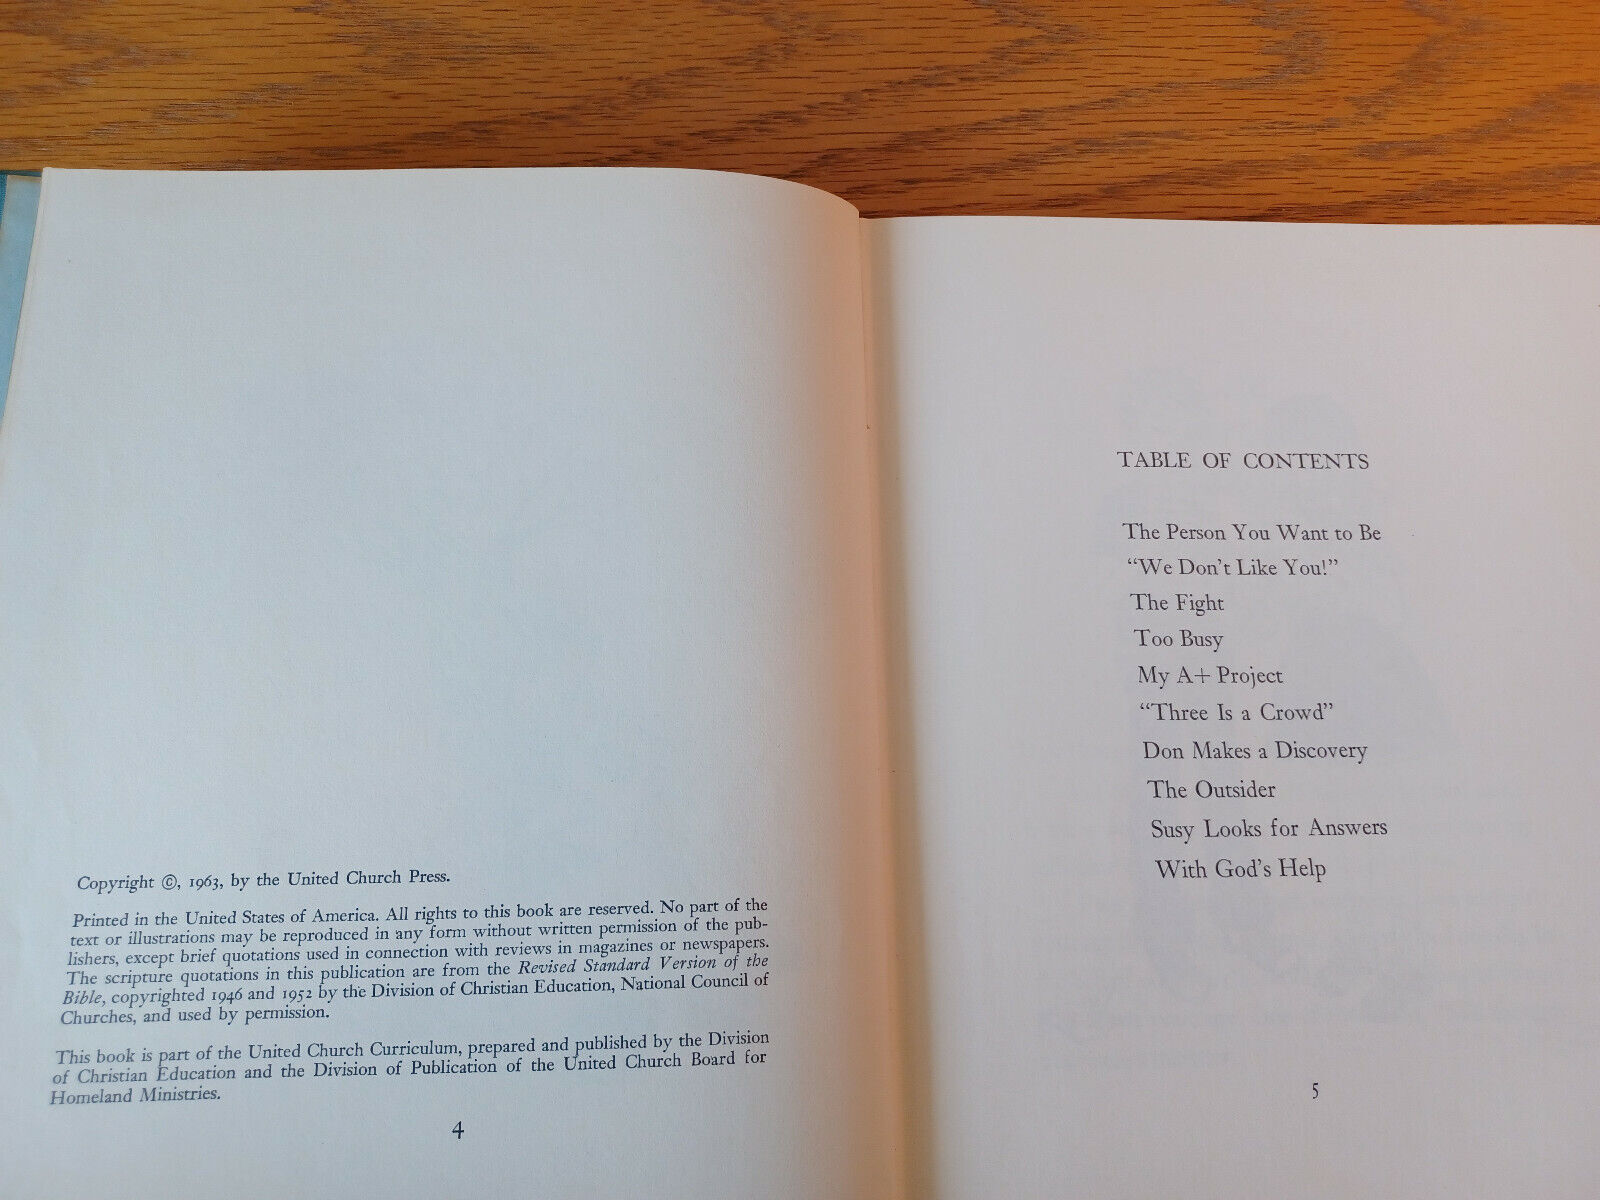 Copyright ©, 1963, by the United Church Press.
Printed in the United States of America. All rights to this book are reserved. No part of the
text or illustrations may be reproduced in any form without written permission of the pub-
lishers, except brief quotations used in connection with reviews in magazines or newspapers.
The scripture quotations in this publication are from the Revised Standard Version of the
Bible, copyrighted 1946 and 1952 by the Division of Christian Education, National Council of
Churches, and used by permission.
This book is part of the United Church Curriculum, prepared and published by the Division
of Christian Education and the Division of Publication of the United Church Board for
Homeland Ministries.
4
TABLE OF CONTENTS
The Person You Want to Be
“We Don’t Like You!”
The Fight
Too Busy
My A+ Project
“Three Is a Crowd”
Don Makes a Discovery
The Outsider
Susy Looks for Answers
With God’s Help
5